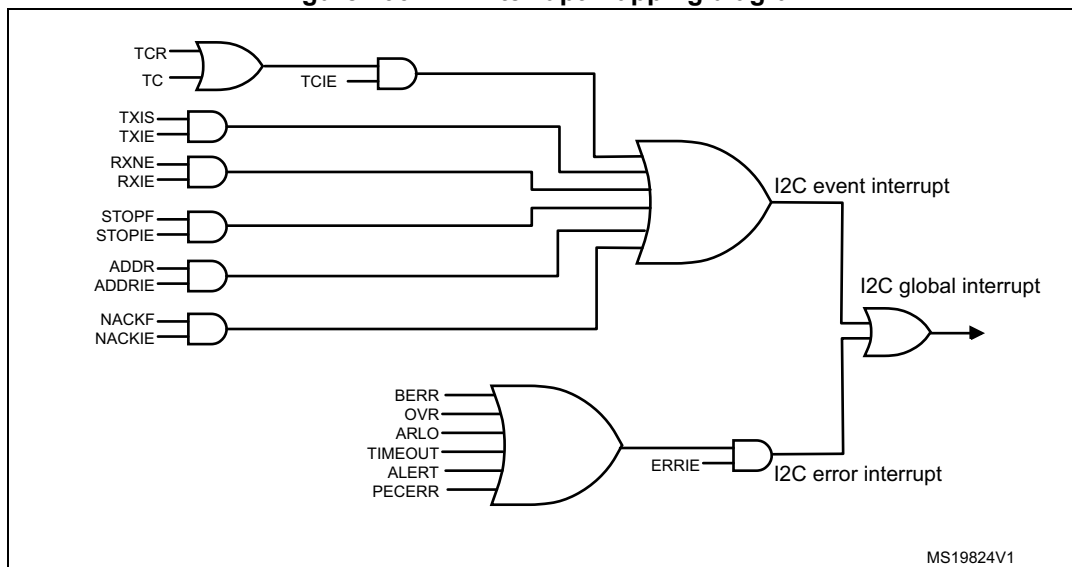 TCR
TC
TCIE
TXIS
TXIE
RXNE
RXIE
STOPF
STOPIE
ADDR
ADDRIE
NACKF
NACKIE
I2C event interrupt
I2C global interrupt
BERR
OVR
ARLO
TIMEOUT
ALERT
PECERR
ERRIE
I2C error interrupt
MS19824V1